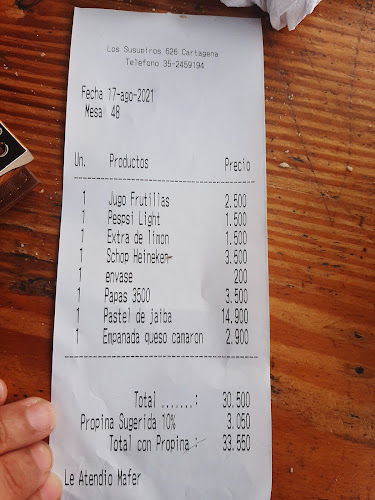 Los Suspiros 626 Cartagena
Telefono 35-2459194
Fecha 17-ago-2021
Mesa 48
Un. Productos Precio
1 Jugo Frutillas 2.500
1 Pespsi Light 1.500
1 Extra de limon 1.500
1 Schop Heineken 3.500
1 envase 200
1 Papas 3500 3.500
1 Pastel de jaiba 14.900
1 Empanada queso camaron 2.900
Total .......: 30.500
Propina Sugerida 10% 3.050
Total con Propina : 33.550
Le Atendio Mafer